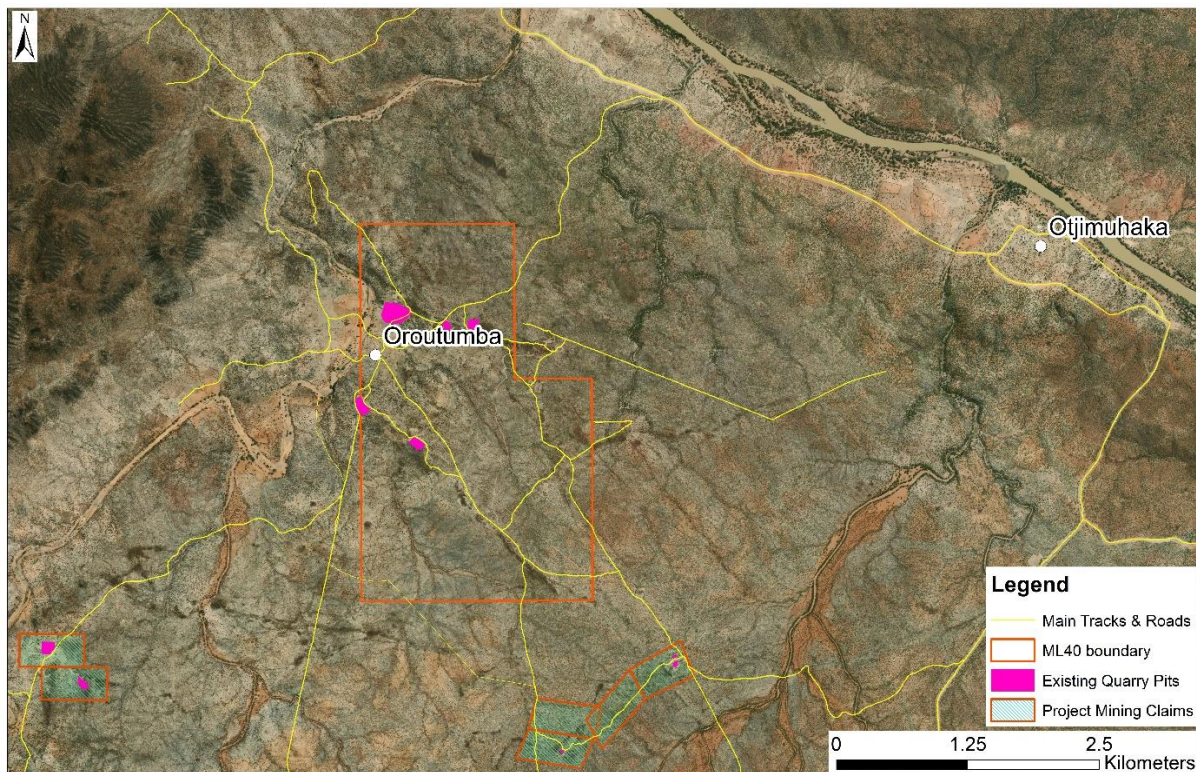 N
Otjimuhaka
Oroutumba
Legend
Main Tracks & Roads
ML40 boundary
Existing Quarry Pits
Project Mining Claims
0 1.25 2.5
Kilometers